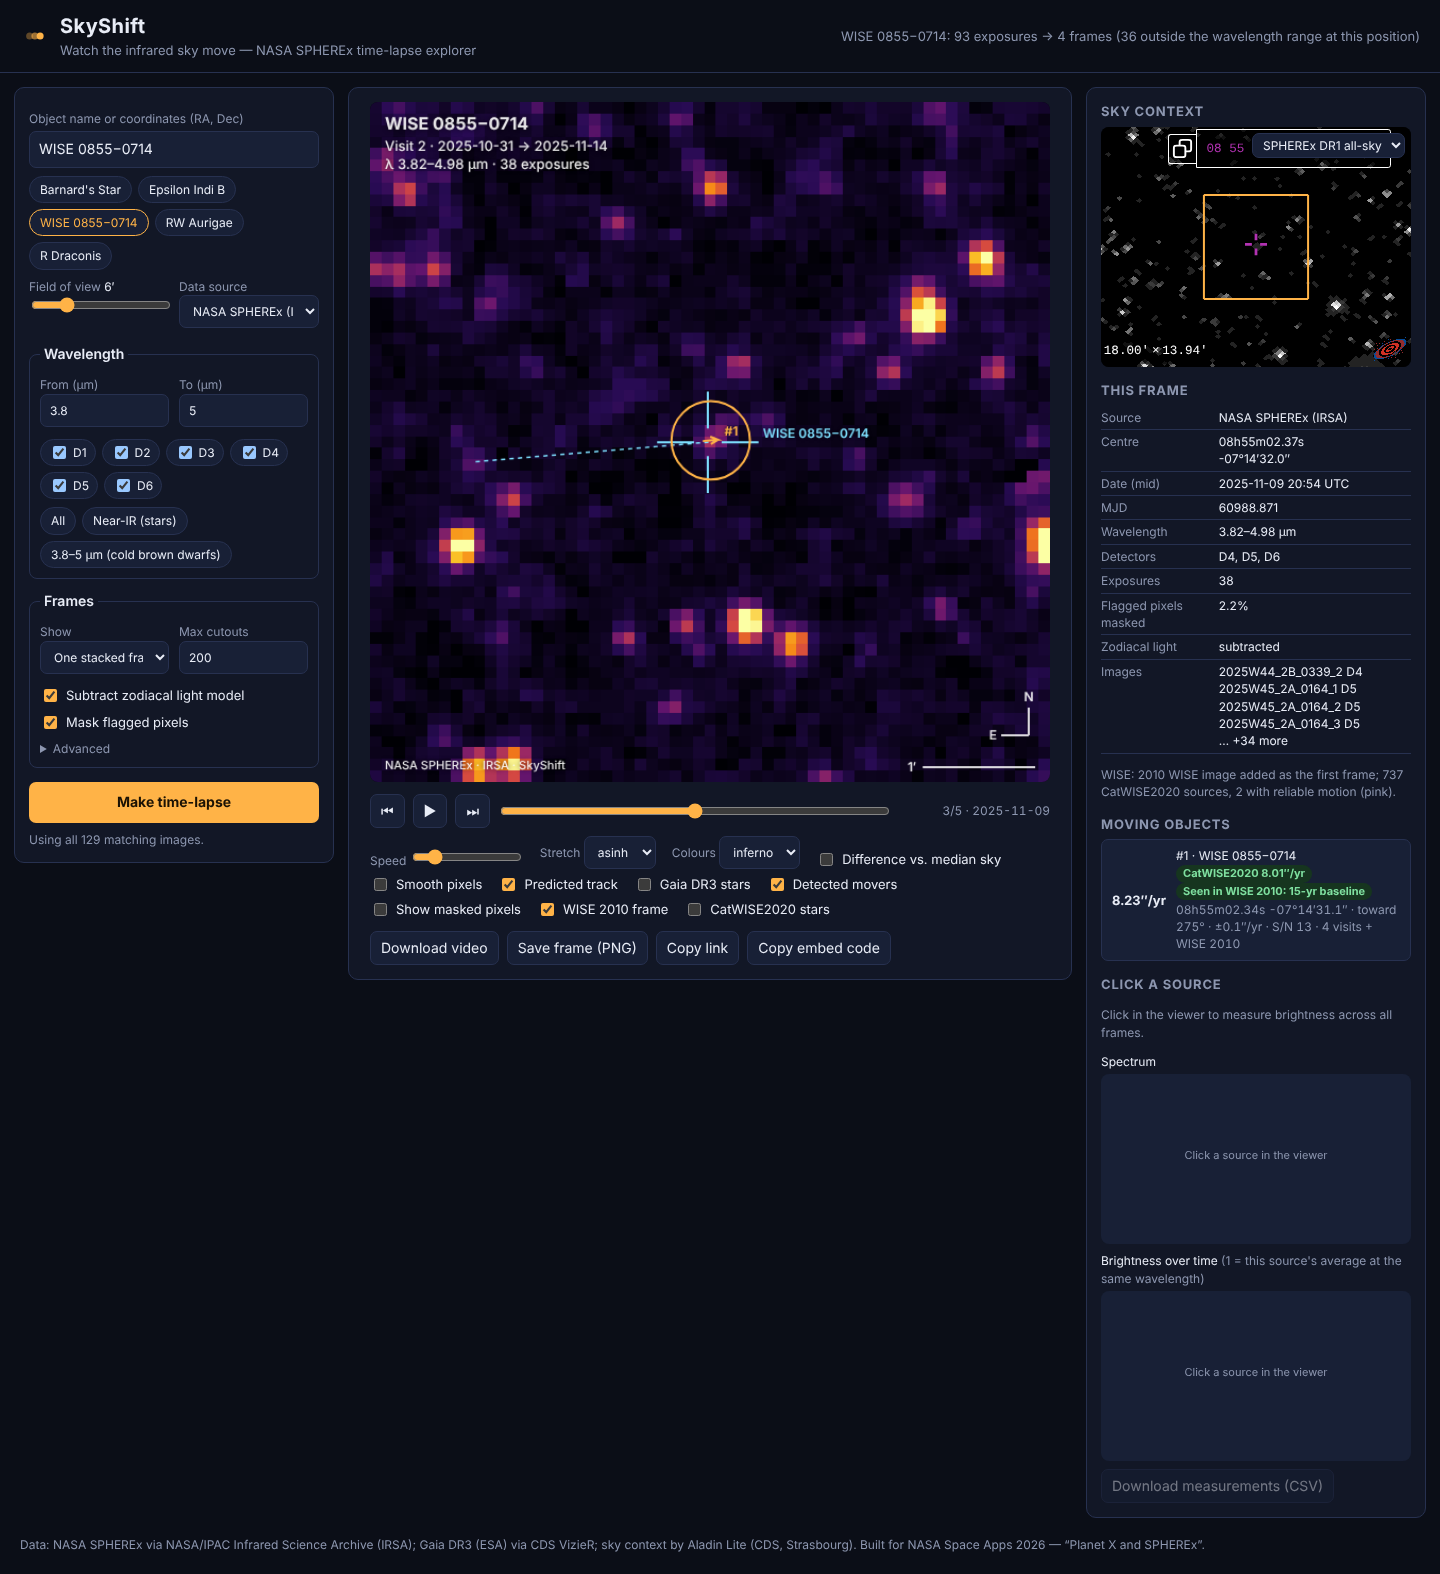 SkyShift
Watch the infrared sky move — NASA SPHEREx time-lapse explorer
WISE 0855−0714: 93 exposures → 4 frames (36 outside the wavelength range at this position)
Object name or coordinates (RA, Dec)
WISE 0855−0714
Barnard's Star
Epsilon Indi B
WISE 0855−0714
RW Aurigae
R Draconis
Field of view 6′
Data source
NASA SPHEREx (I
Wavelength
From (µm)
To (µm)
3.8
5
D1
D2
D3
D4
D5
D6
All
Near-IR (stars)
3.8–5 µm (cold brown dwarfs)
Frames
Show
Max cutouts
One stacked fra
200
Subtract zodiacal light model
Mask flagged pixels
Advanced
Make time-lapse
Using all 129 matching images.
WISE 0855−0714
Visit 2 · 2025-10-31 → 2025-11-14
λ 3.82–4.98 µm · 38 exposures
#1
WISE 0855−0714
N
E
1′
NASA SPHEREx · IRSA · SkyShift
3/5 · 2025-11-09
Speed
Stretch
asinh
Colours
inferno
Difference vs. median sky
Smooth pixels
Predicted track
Gaia DR3 stars
Detected movers
Show masked pixels
WISE 2010 frame
CatWISE2020 stars
Download video
Save frame (PNG)
Copy link
Copy embed code
SKY CONTEXT
08 55
SPHEREx DR1 all-sky
18.00' × 13.94'
THIS FRAME
Source
NASA SPHEREx (IRSA)
Centre
08h55m02.37s
-07°14′32.0″
Date (mid)
2025-11-09 20:54 UTC
MJD
60988.871
Wavelength
3.82–4.98 µm
Detectors
D4, D5, D6
Exposures
38
Flagged pixels
masked
2.2%
Zodiacal light
subtracted
Images
2025W44_2B_0339_2 D4
2025W45_2A_0164_1 D5
2025W45_2A_0164_2 D5
2025W45_2A_0164_3 D5
… +34 more
WISE: 2010 WISE image added as the first frame; 737
CatWISE2020 sources, 2 with reliable motion (pink).
MOVING OBJECTS
8.23″/yr
#1 · WISE 0855−0714
CatWISE2020 8.01″/yr
Seen in WISE 2010: 15-yr baseline
08h55m02.34s -07°14′31.1″ · toward
275° · ±0.1″/yr · S/N 13 · 4 visits +
WISE 2010
CLICK A SOURCE
Click in the viewer to measure brightness across all
frames.
Spectrum
Click a source in the viewer
Brightness over time (1 = this source's average at the
same wavelength)
Click a source in the viewer
Download measurements (CSV)
Data: NASA SPHEREx via NASA/IPAC Infrared Science Archive (IRSA); Gaia DR3 (ESA) via CDS VizieR; sky context by Aladin Lite (CDS, Strasbourg). Built for NASA Space Apps 2026 — “Planet X and SPHEREx”.